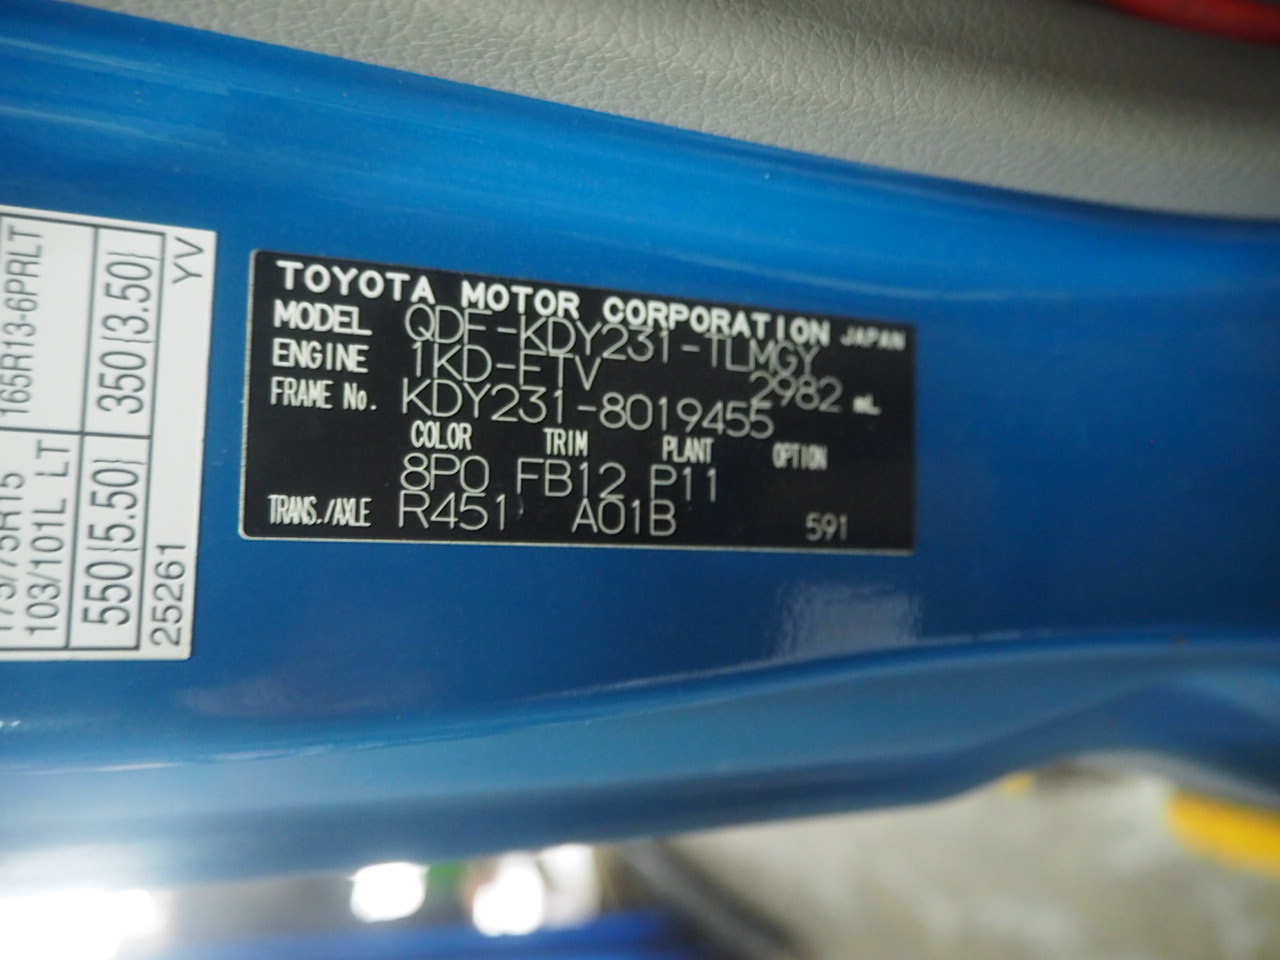 TOYOTA MOTOR CORPORATION JAPAN
MODEL QDF-KDY231-TLMGY
ENGINE 1KD-FTV 2982 mL
FRAME No. KDY231-8019455
COLOR TRIM PLANT OPTION
8P0 FB12 P11
TRANS./AXLE R451 A01B 591
165R13-6PRLT
350{3.50}
YV
103/101L LT
550{5.50}
25261